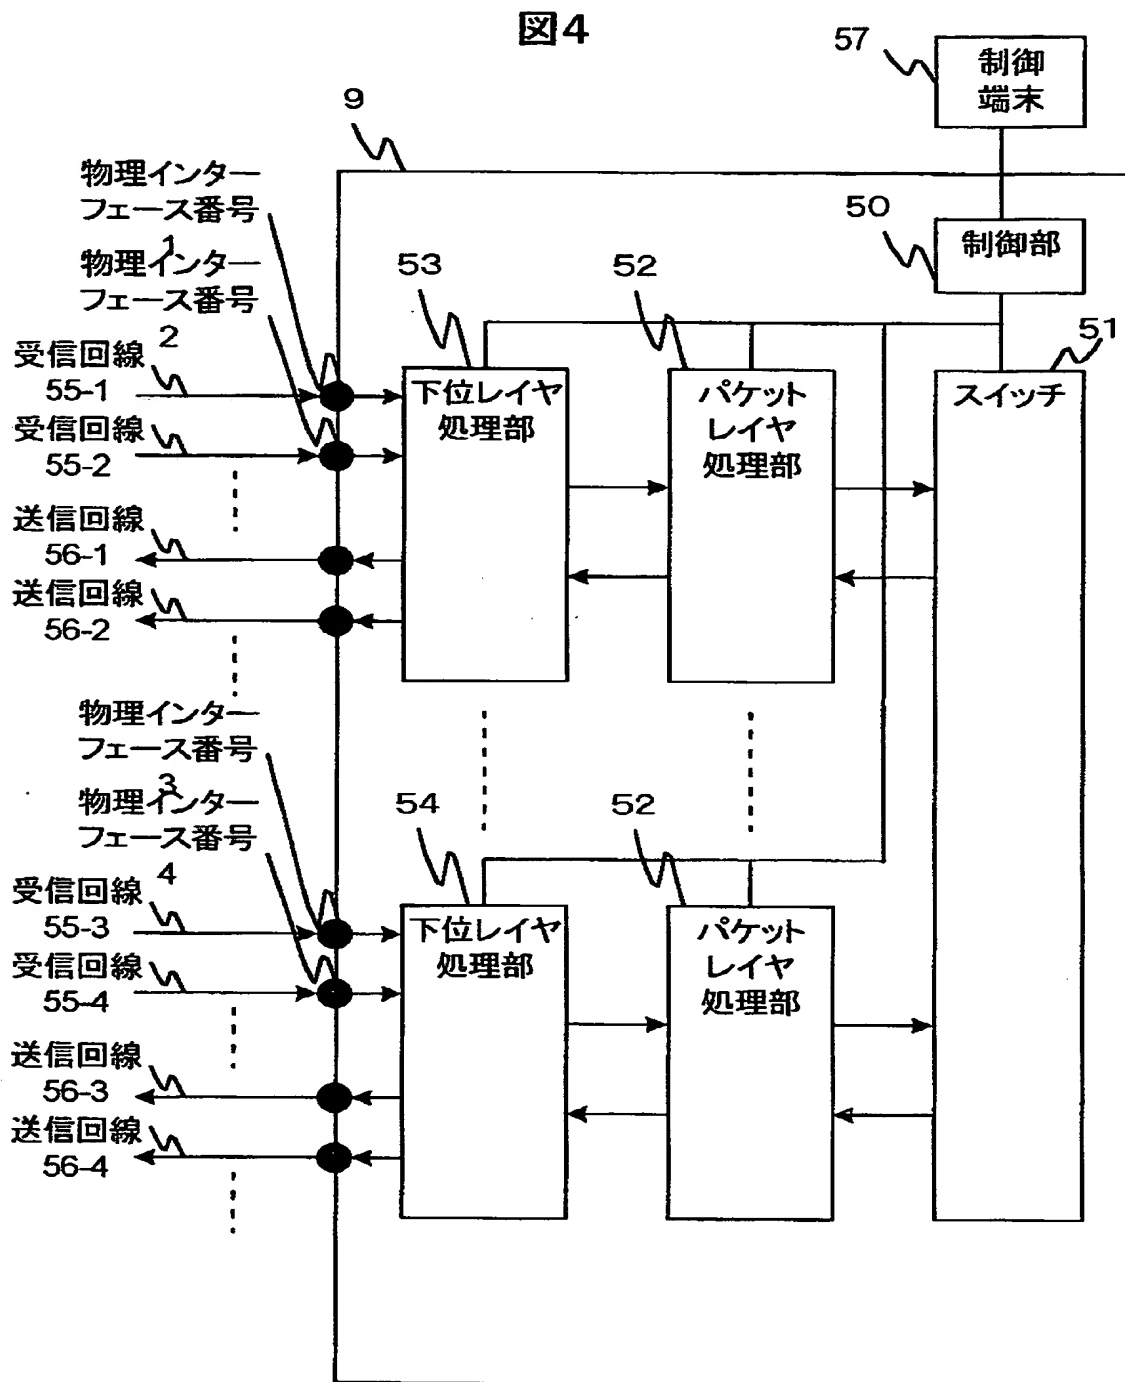 図4
57
制御
端末
9
物理インター
フェース番号
1
物理インター
フェース番号
2
50
制御部
53
52
51
受信回線
55-1
受信回線
55-2
送信回線
56-1
送信回線
56-2
下位レイヤ
処理部
パケット
レイヤ
処理部
スイッチ
物理インター
フェース番号
3
物理インター
フェース番号
4
54
52
受信回線
55-3
受信回線
55-4
送信回線
56-3
送信回線
56-4
下位レイヤ
処理部
パケット
レイヤ
処理部